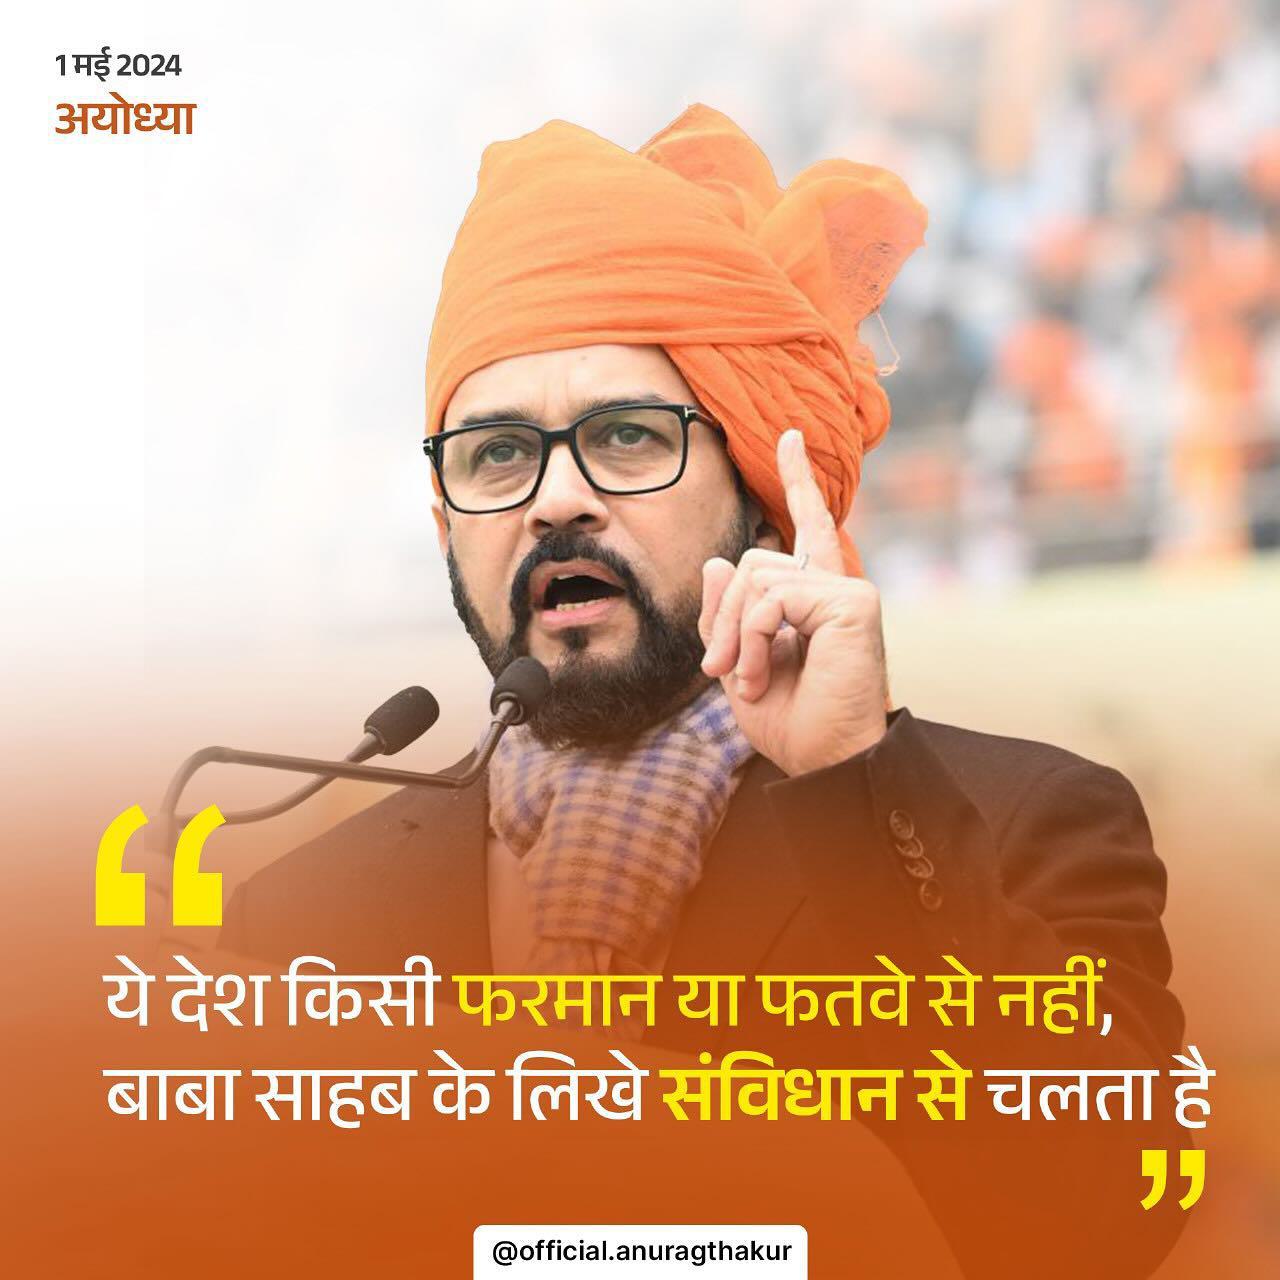 1 मई 2024
अयोध्या
“
ये देश किसी फरमान या फतवे से नहीं,
बाबा साहब के लिखे संविधान से चलता है
”
@official.anuragthakur